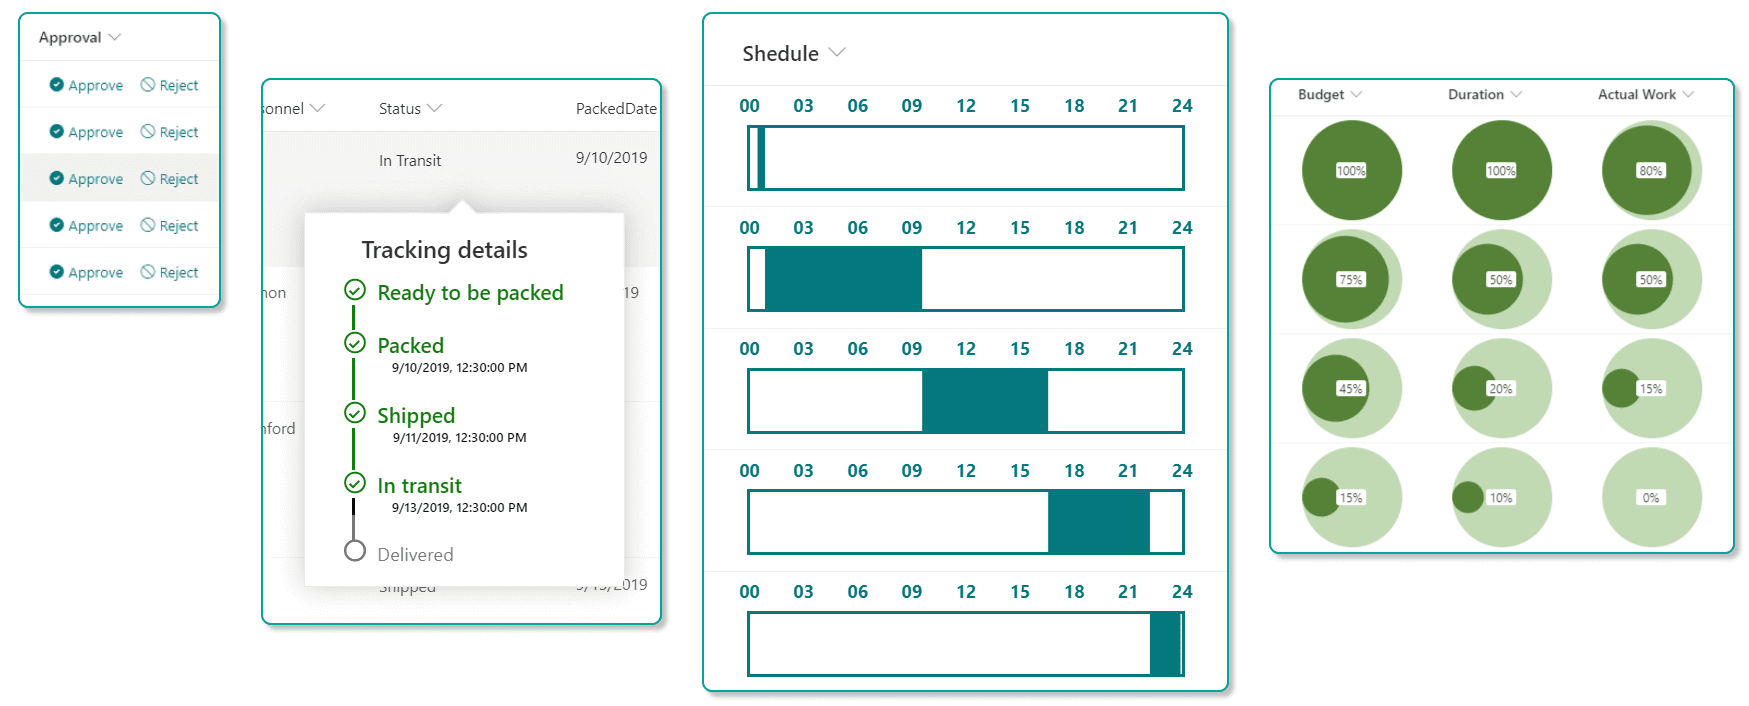 Approval
Approve Reject
Approve Reject
Approve Reject
Approve Reject
Approve Reject
sonnel Status PackedDate
In Transit 9/10/2019
Tracking details
Ready to be packed
non 19
Packed
9/10/2019, 12:30:00 PM
Shipped
nford
9/11/2019, 12:30:00 PM
In transit
9/13/2019, 12:30:00 PM
Delivered
Shipped 9/13/2019
Shedule
00 03 06 09 12 15 18 21 24
00 03 06 09 12 15 18 21 24
00 03 06 09 12 15 18 21 24
00 03 06 09 12 15 18 21 24
00 03 06 09 12 15 18 21 24
Budget Duration Actual Work
100% 100% 80%
75% 50% 50%
45% 20% 15%
15% 10% 0%